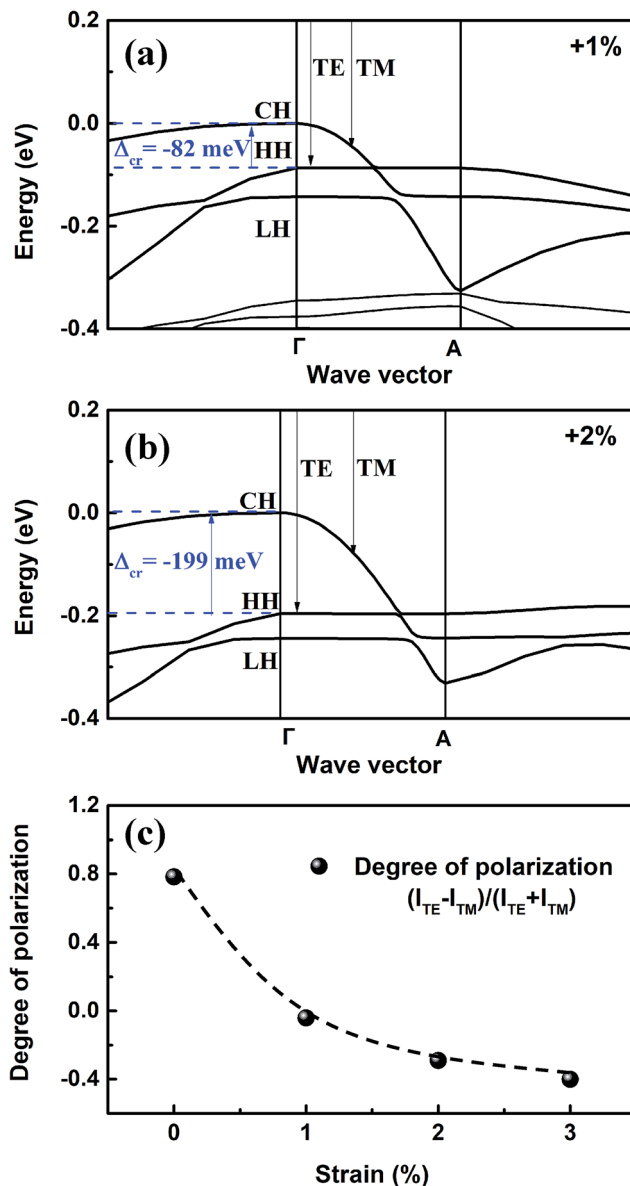 (a)
+1%
0.2
0.0
-0.2
-0.4
Energy (eV)
TE
TM
CH
HH
LH
Δcr= -82 meV
Γ
A
Wave vector
(b)
+2%
0.2
0.0
-0.2
-0.4
Energy (eV)
TE
TM
CH
Δcr= -199 meV
HH
LH
Γ
A
Wave vector
(c)
1.2
0.8
0.4
0.0
-0.4
Degree of polarization
Degree of polarization
(ITE-ITM)/(ITE+ITM)
0
1
2
3
Strain (%)